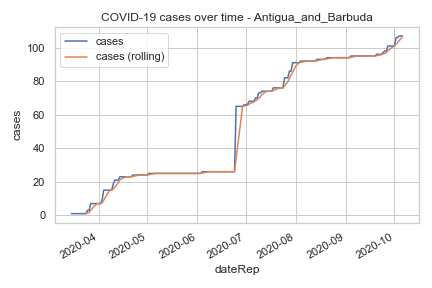 COVID-19 cases over time - Antigua_and_Barbuda
cases
cases (rolling)
100
80
60
40
20
0
cases
2020-04
2020-05
2020-06
2020-07
2020-08
2020-09
2020-10
dateRep